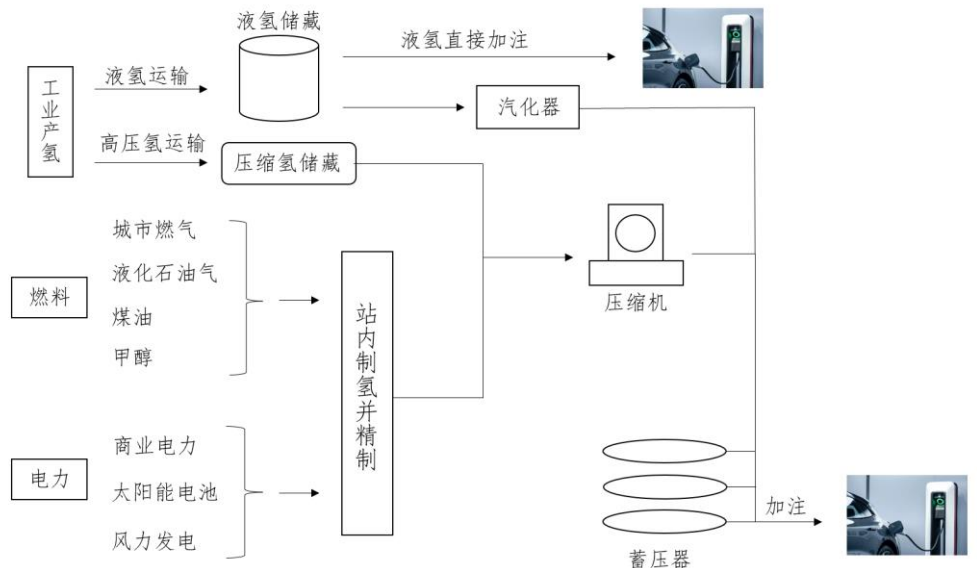 液氢储藏
液氢直接加注
工业产氢
液氢运输
汽化器
高压氢运输
压缩氢储藏
城市燃气
液化石油气
煤油
甲醇
燃料
压缩机
站内制氢并精制
商业电力
太阳能电池
风力发电
电力
加注
蓄压器